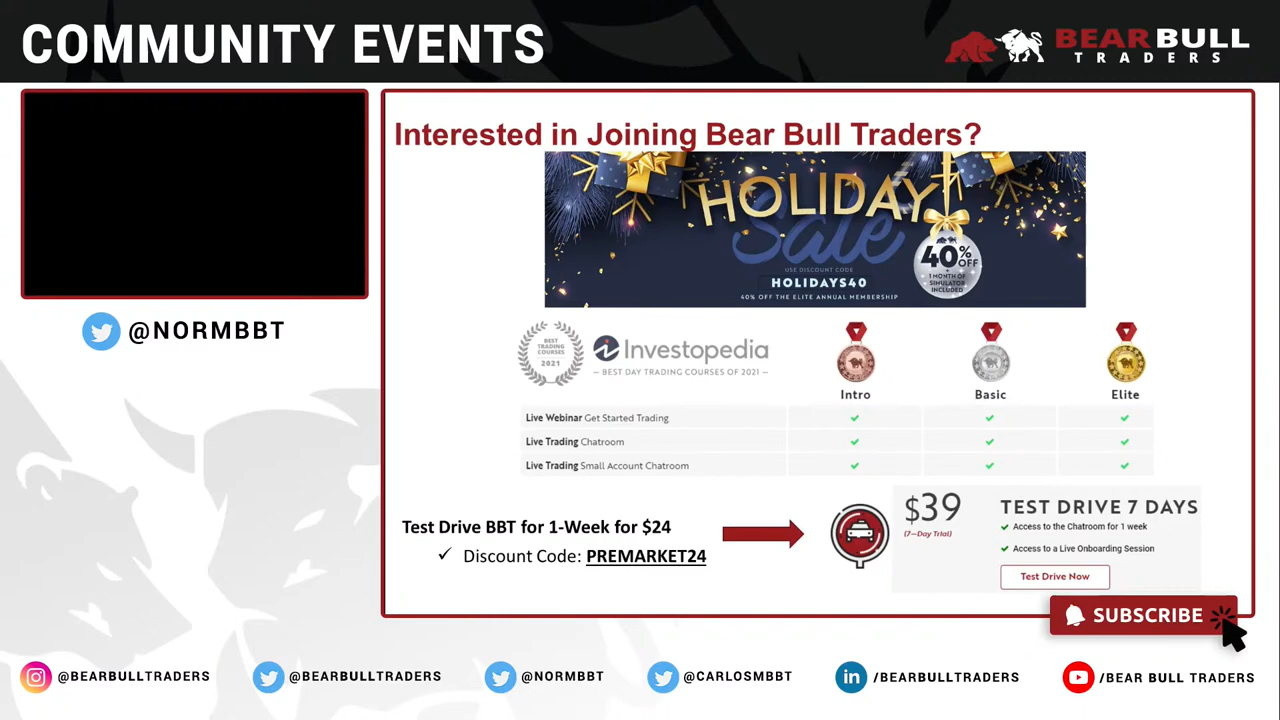 COMMUNITY EVENTS
BEAR BULL
TRADERS
@NORMBBT
Interested in Joining Bear Bull Traders?
HOLIDAY
Sale
USE DISCOUNT CODE
HOLIDAYS40
40% OFF THE ELITE ANNUAL MEMBERSHIP
40% OFF
+
1 MONTH OF
SIMULATOR
INCLUDED
BEST
TRADING
COURSES
2021
Investopedia
— BEST DAY TRADING COURSES OF 2021 —
Intro Basic Elite
Live Webinar Get Started Trading
Live Trading Chatroom
Live Trading Small Account Chatroom
Test Drive BBT for 1-Week for $24
✓ Discount Code: PREMARKET24
$39
(7-Day Trial)
TEST DRIVE 7 DAYS
Access to the Chatroom for 1 week
Access to a Live Onboarding Session
Test Drive Now
SUBSCRIBE
@BEARBULLTRADERS @BEARBULLTRADERS @NORMBBT @CARLOSMBBT /BEARBULLTRADERS /BEAR BULL TRADERS